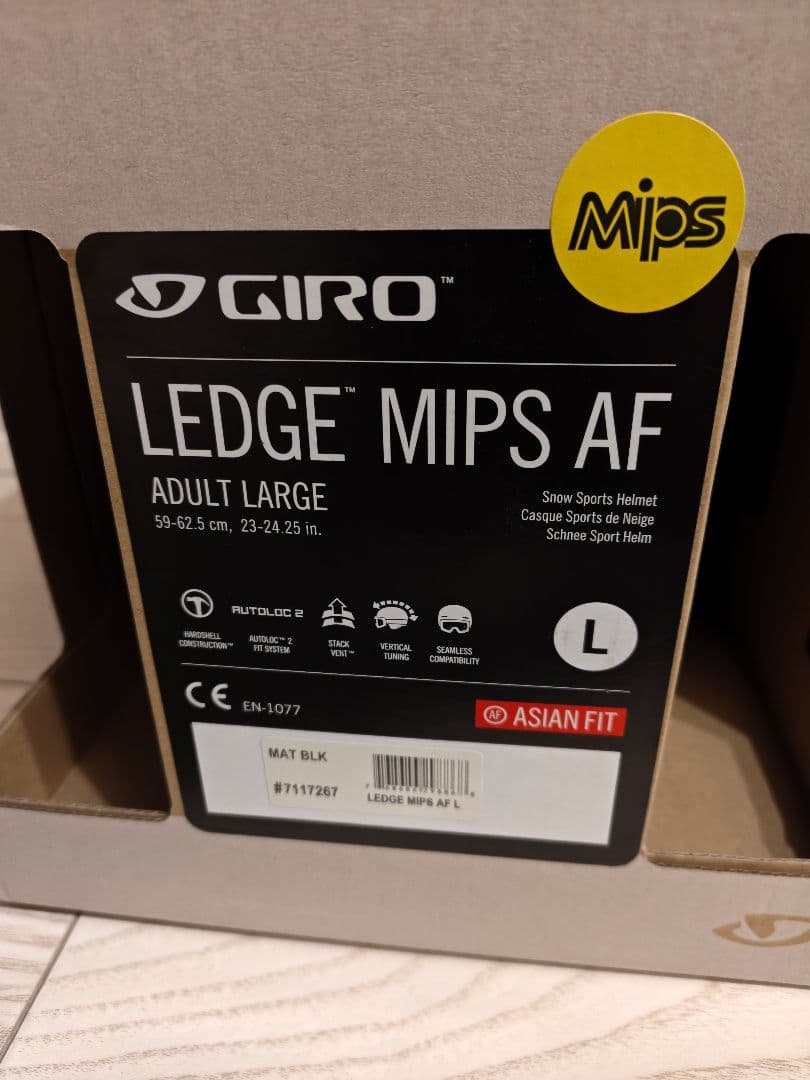 Mips
GIRO™
LEDGE™ MIPS AF
ADULT LARGE
59-62.5 cm, 23-24.25 in.
Snow Sports Helmet
Casque Sports de Neige
Schnee Sport Helm
HARDSHELL
CONSTRUCTION™
AUTOLOC 2
AUTOLOC™ 2
FIT SYSTEM
STACK
VENT™
VERTICAL
TUNING
SEAMLESS
COMPATIBILITY
L
CE EN-1077
AF ASIAN FIT
MAT BLK
#7117267
LEDGE MIPS AF L